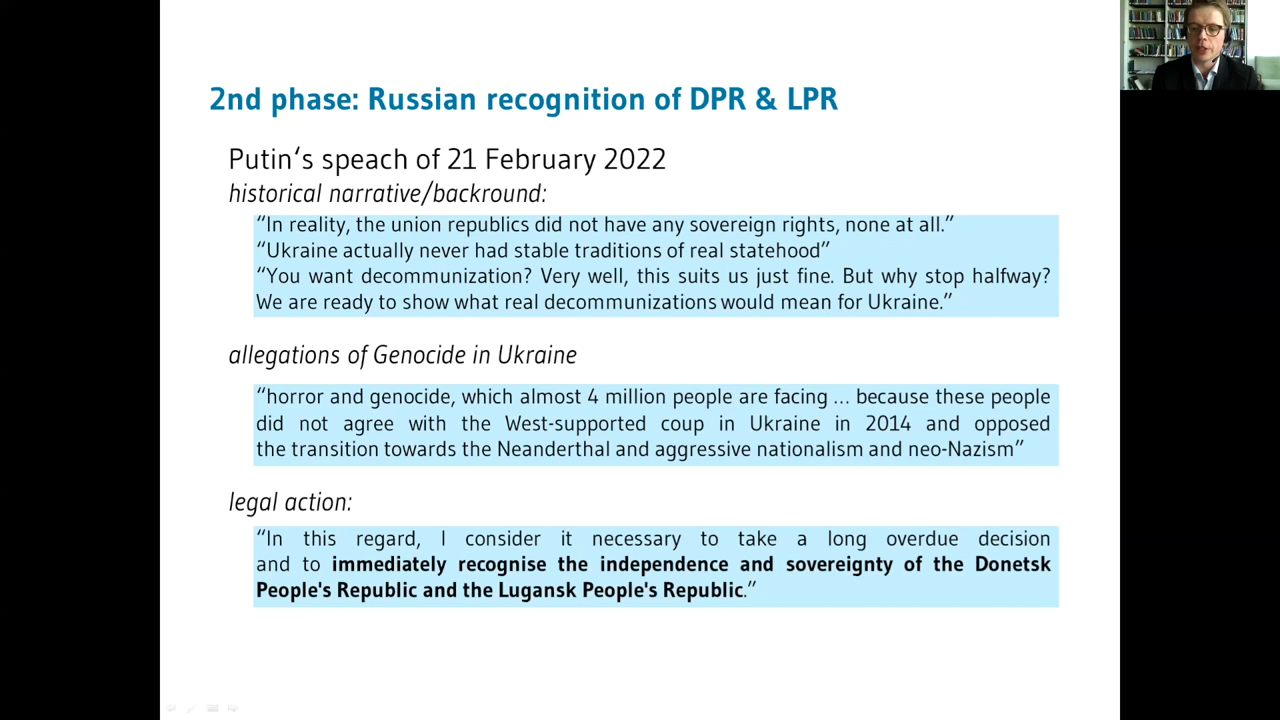 2nd phase: Russian recognition of DPR & LPR
Putin‘s speach of 21 February 2022
historical narrative/backround:
“In reality, the union republics did not have any sovereign rights, none at all.”
“Ukraine actually never had stable traditions of real statehood”
“You want decommunization? Very well, this suits us just fine. But why stop halfway?
We are ready to show what real decommunizations would mean for Ukraine.”
allegations of Genocide in Ukraine
“horror and genocide, which almost 4 million people are facing … because these people
did not agree with the West-supported coup in Ukraine in 2014 and opposed
the transition towards the Neanderthal and aggressive nationalism and neo-Nazism”
legal action:
“In this regard, I consider it necessary to take a long overdue decision
and to immediately recognise the independence and sovereignty of the Donetsk
People's Republic and the Lugansk People's Republic.”